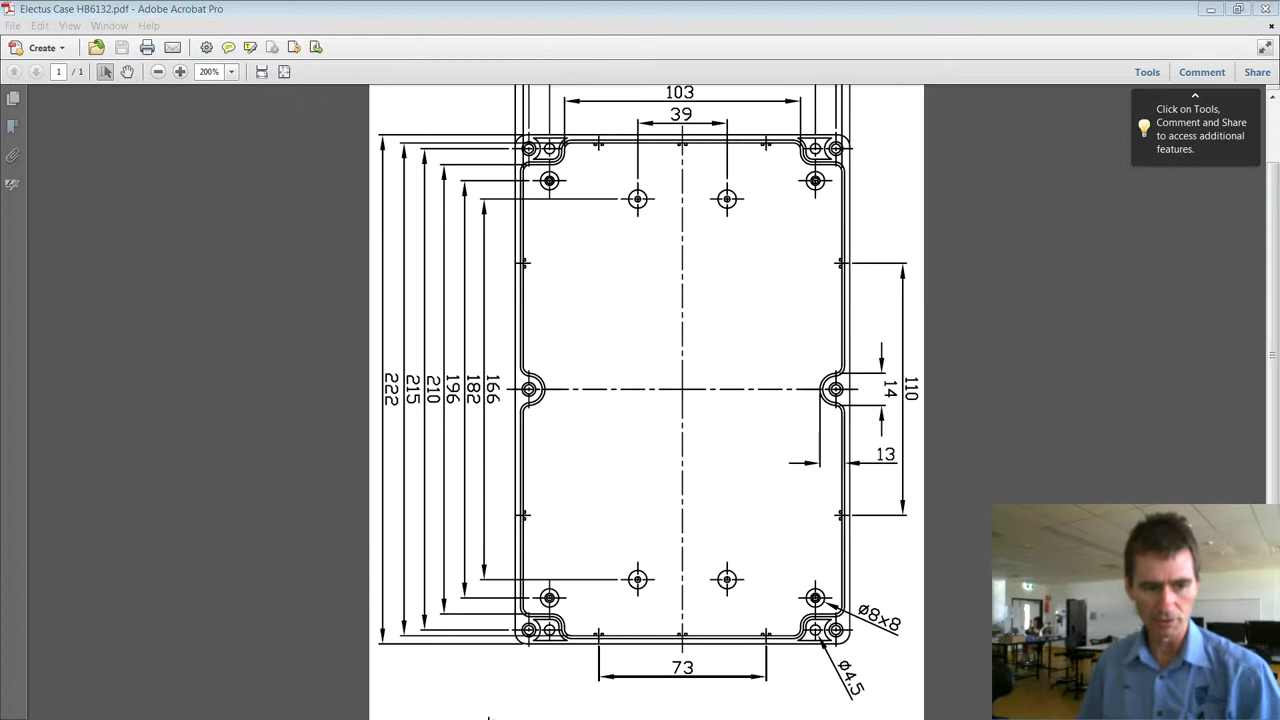 Electus Case HB6132.pdf - Adobe Acrobat Pro
File Edit View Window Help
Create
1 / 1 200% Tools Comment Share
Click on Tools,
Comment and Share
to access additional
features.
103
39
222
215
210
196
182
166
14
110
13
ø8x8
ø4.5
73